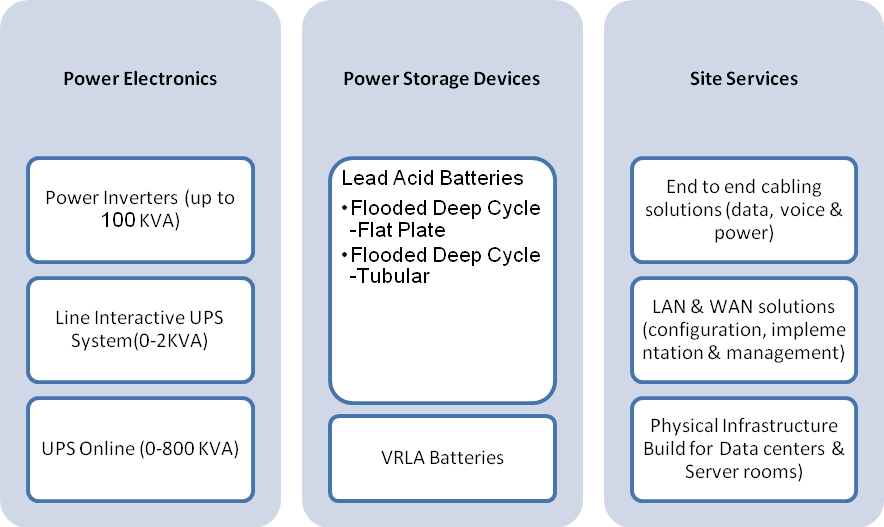 Power Electronics
Power Inverters (up to
100 KVA)
Line Interactive UPS
System(0-2KVA)
UPS Online (0-800 KVA)
Power Storage Devices
Lead Acid Batteries
•Flooded Deep Cycle
-Flat Plate
•Flooded Deep Cycle
-Tubular
VRLA Batteries
Site Services
End to end cabling
solutions (data, voice &
power)
LAN & WAN solutions
(configuration, impleme
ntation & management)
Physical Infrastructure
Build for Data centers &
Server rooms)